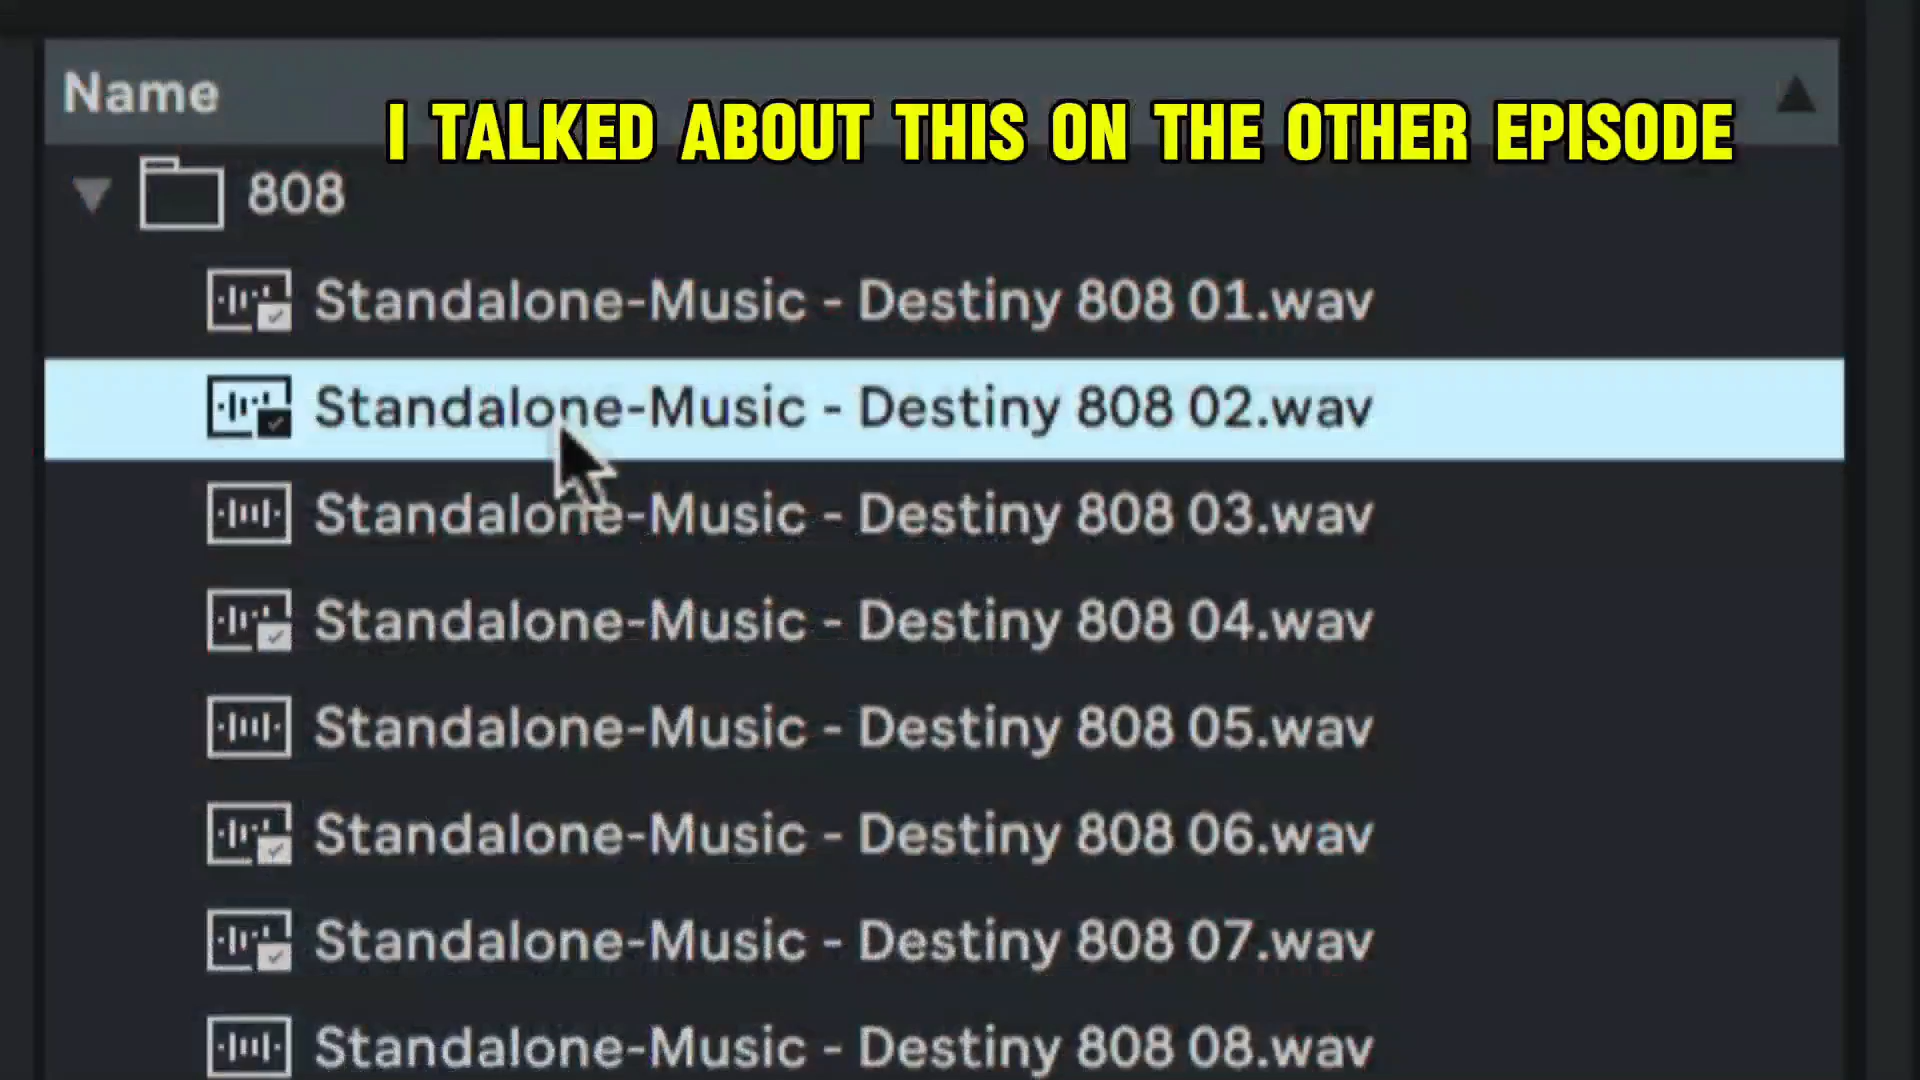 Name
I TALKED ABOUT THIS ON THE OTHER EPISODE
808
Standalone-Music - Destiny 808 01.wav
Standalone-Music - Destiny 808 02.wav
Standalone-Music - Destiny 808 03.wav
Standalone-Music - Destiny 808 04.wav
Standalone-Music - Destiny 808 05.wav
Standalone-Music - Destiny 808 06.wav
Standalone-Music - Destiny 808 07.wav
Standalone-Music - Destiny 808 08.wav